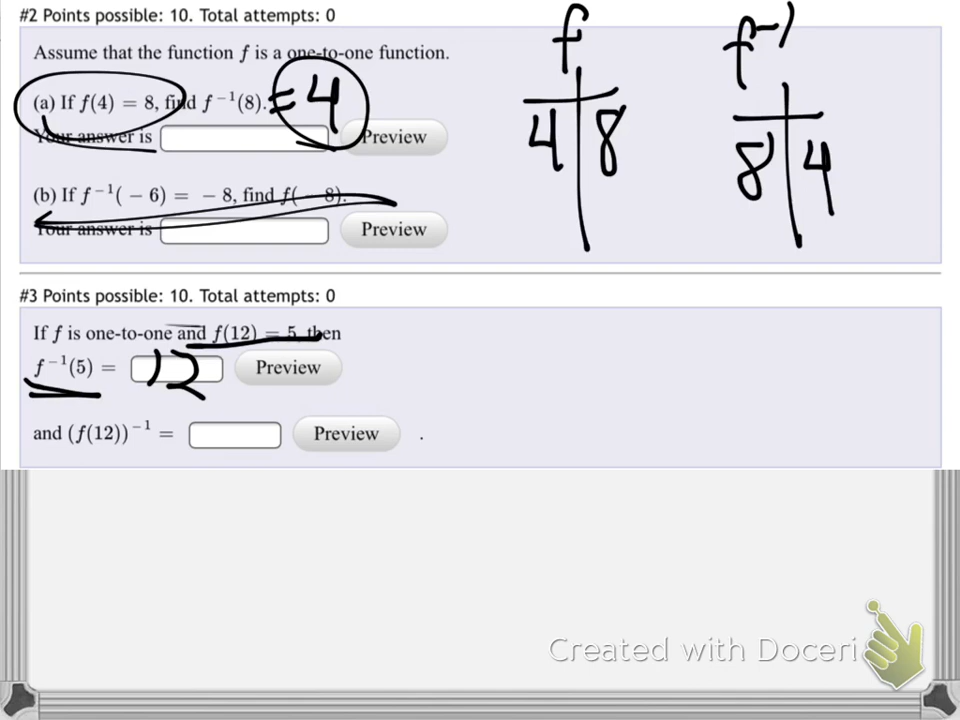 #2 Points possible: 10. Total attempts: 0
Assume that the function f is a one-to-one function.
(a) If f(4) = 8, find f⁻¹(8). = 4
Your answer is Preview
(b) If f⁻¹( − 6) = − 8, find f( − 8).
Your answer is Preview
f
4 8
f⁻¹
8 4
#3 Points possible: 10. Total attempts: 0
If f is one-to-one and f(12) = 5, then
f⁻¹(5) = 12 Preview
and (f(12))⁻¹ = Preview .
Created with Doceri